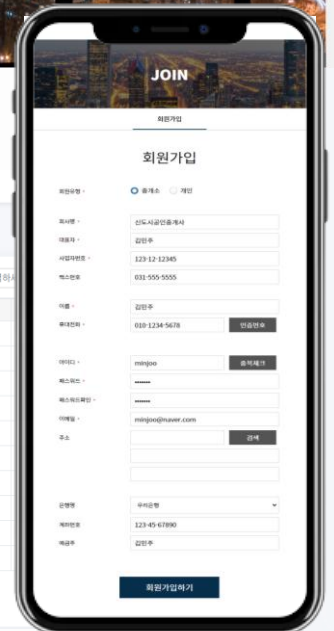 JOIN
회원가입
회원가입
회원유형 * 중개소 개인
회사명 * 신도시공인중개사
대표자 * 김민주
사업자번호 * 123-12-12345
팩스번호 031-555-5555
이름 * 김민주
휴대전화 * 010-1234-5678 인증번호
아이디 * minjoo 중복체크
패스워드 * •••••••
패스워드확인 * •••••••
이메일 * minjoo@naver.com
주소 검색
은행명 우리은행
계좌번호 123-45-67890
예금주 김민주
회원가입하기